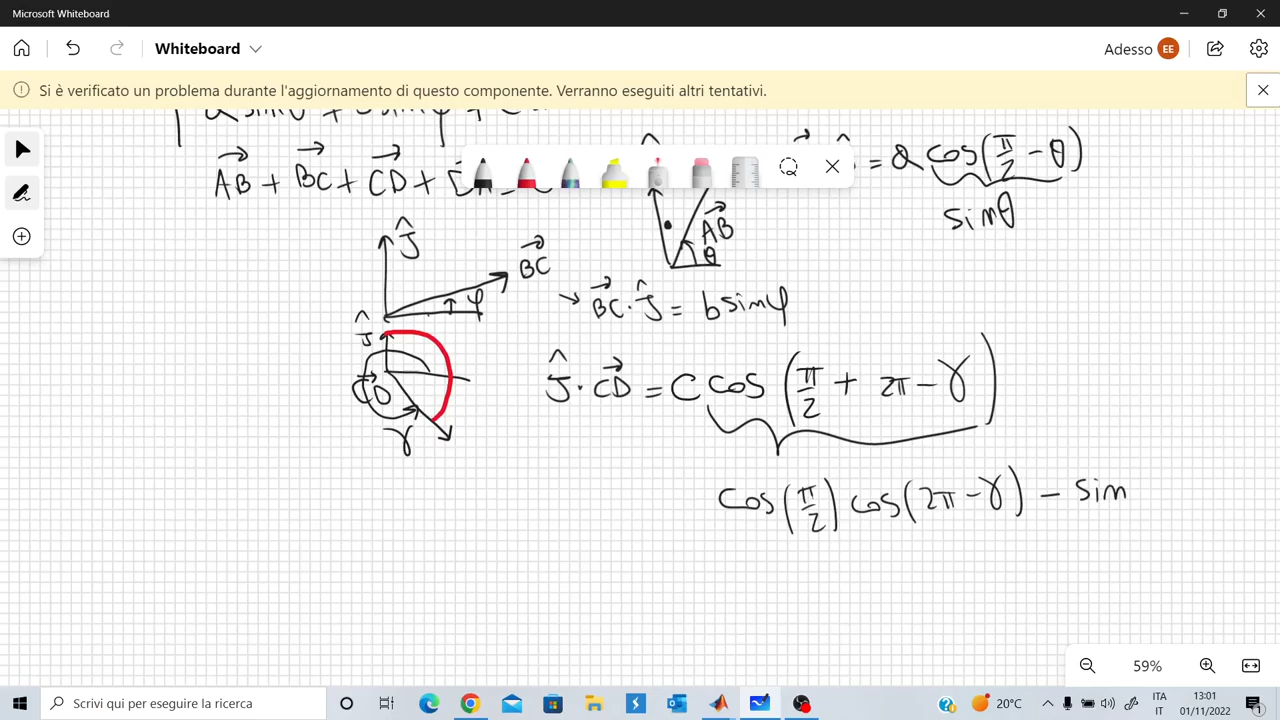 Microsoft Whiteboard
Whiteboard
Adesso EE
Si è verificato un problema durante l'aggiornamento di questo componente. Verranno eseguiti altri tentativi.
AB + BC + CD +
= a cos(π/2 - θ)
sinθ
ĵ
BC
φ
AB
θ
→ BC · ĵ = b sinφ
ĵ
CD
γ
ĵ · CD = c cos(π/2 + 2π - γ)
cos(π/2) cos(2π - γ) - sin
59%
Scrivi qui per eseguire la ricerca
20°C
ITA
IT
13:01
01/11/2022
1